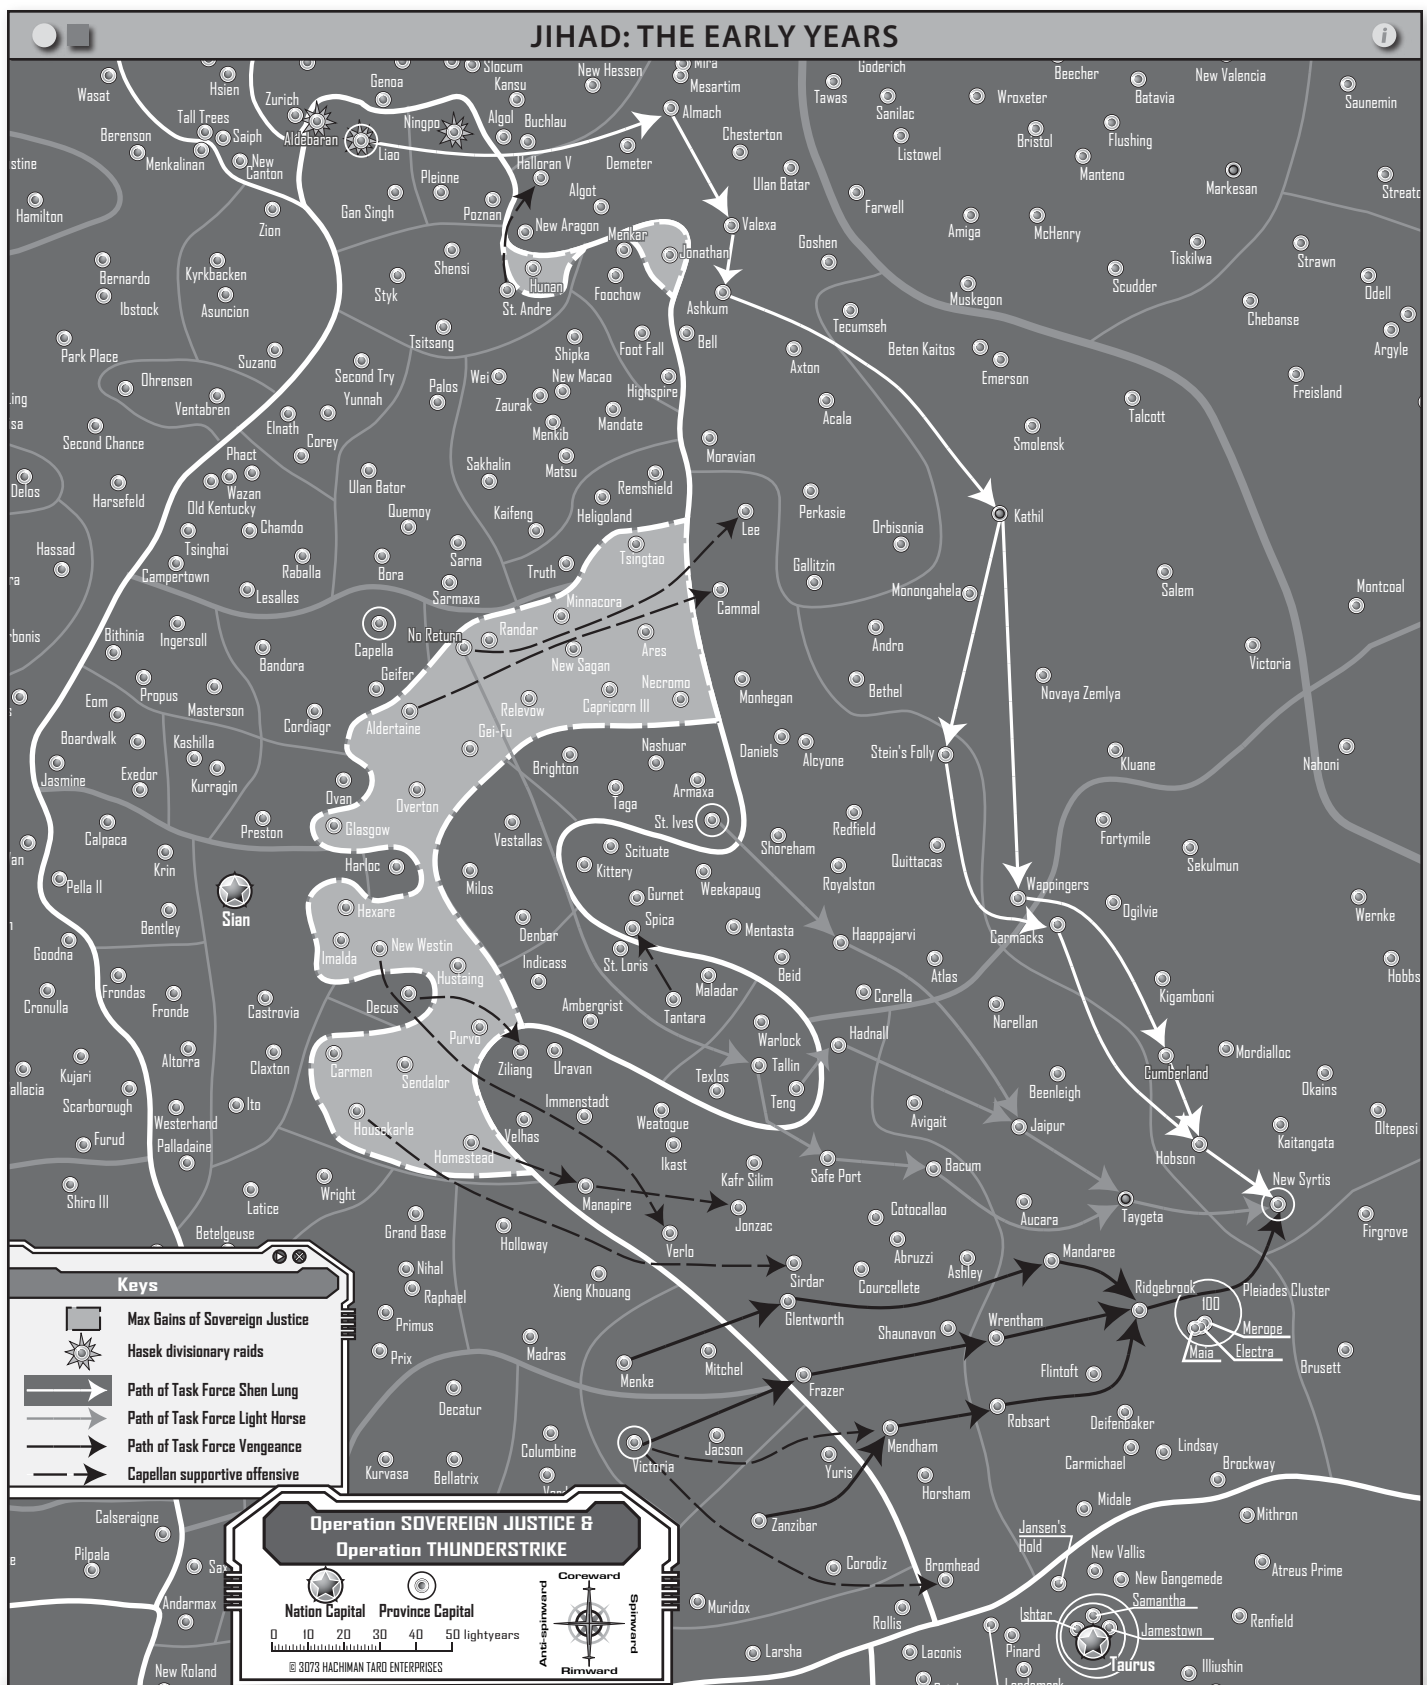 JIHAD: THE EARLY YEARS
i
Wasat
Hsien
Zurich
Genoa
Slocum
Kansu
New Hessen
Mira
Mesartim
Goderich
Tawas
Sanilac
Wroxeter
Beecher
Batavia
New Valencia
Saunemin
Tall Trees
Berenson
Saiph
Menkalinan
New
Canton
Aldebaran
Liao
Ningpo
Algol
Buchlau
Almach
Chesterton
Listowel
Bristol
Flushing
stine
Halloran V
Demeter
Ulan Batar
Manteno
Markesan
Hamilton
Zion
Gan Singh
Pleione
Poznan
Algot
Farwell
Streato
New Aragon
Menkar
Jonathan
Valexa
Goshen
Amiga
McHenry
Tiskilwa
Strawn
Bernardo
Kyrkbacken
Shensi
Styk
Hunan
St. Andre
Foochow
Ashkum
Muskegon
Scudder
Odell
Ibstock
Asuncion
Chebanse
Park Place
Suzano
Tsitsang
Shipka
Foot Fall
Bell
Tecumseh
Beten Kaitos
Emerson
Argyle
Ohrensen
Ventabren
Second Try
Yunnah
Palos
Wei
New Macao
Zaurak
Highspire
Axton
Freisland
ing
sa
Second Chance
Elnath
Corey
Menkib
Mandate
Acala
Talcott
Smolensk
Phact
Delos
Harsefeld
Wazan
Old Kentucky
Ulan Bator
Sakhalin
Matsu
Remshield
Moravian
Chamdo
Quemoy
Kaifeng
Heligoland
Lee
Perkasie
Orbisonia
Kathil
Hassad
Tsinghai
Campertown
Raballa
Bora
Sarna
Truth
Tsingtao
Gallitzin
ra
Lesalles
Sarmaxa
Minnacora
Cammal
Monongahela
Salem
Montcoal
rbonis
Bithinia
Ingersoll
Bandora
Capella
No Return
Randar
New Sagan
Ares
Andro
Victoria
Propus
Masterson
Geifer
Necromo
Monhegan
Bethel
Novaya Zemlya
Eom
Cordiagr
Aldertaine
Relevow
Capricorn III
Boardwalk
Kashilla
Gei-Fu
Nashuar
Daniels
Alcyone
Stein's Folly
Kluane
Nahoni
Jasmine
Exedor
Kurragin
Ovan
Overton
Brighton
Taga
Armaxa
Calpaca
Preston
Glasgow
Vestallas
St. Ives
Redfield
Fortymile
an
Krin
Harloc
Scituate
Shoreham
Quittacas
Sekulmun
Pella II
Sian
Milos
Kittery
Weekapaug
Royalston
Wappingers
Bentley
Hexare
Gurnet
Spica
Mentasta
Haappajarvi
Carmacks
Ogilvie
Wernke
Goodna
Imalda
New Westin
Denbar
Hustaing
Indicass
St. Loris
Beid
Atlas
Hobbs
Cronulla
Frondas
Fronde
Castrovia
Decus
Ambergrist
Maladar
Tantara
Corella
Narellan
Kigamboni
Kujari
Altorra
Claxton
Purvo
Warlock
Hadnall
Mordialloc
allacia
Carmen
Sendalor
Ziliang
Uravan
Texlos
Tallin
Cumberland
Okains
Scarborough
Ito
Immenstadt
Teng
Beenleigh
Westerhand
Palladaine
Housekarle
Velhas
Weatogue
Avigait
Jaipur
Kaitangata
Oltepesi
Furud
Homestead
Ikast
Kafr Silim
Safe Port
Bacum
Hobson
Shiro III
Latice
Wright
Manapire
New Syrtis
Betelgeuse
Grand Base
Holloway
Jonzac
Cotocallao
Aucara
Taygeta
Firgrove
Verlo
Abruzzi
Mandaree
Keys
Nihal
Raphael
Xieng Khouang
Sirdar
Courcellete
Ashley
Ridgebrook
Pleiades Cluster
Max Gains of Sovereign Justice
Primus
Glentworth
Shaunavon
Wrentham
100
Merope
Hasek divisionary raids
Prix
Madras
Menke
Mitchel
Maia
Electra
Brusett
Path of Task Force Shen Lung
Decatur
Frazer
Flintoft
Path of Task Force Light Horse
Robsart
Deifenbaker
Path of Task Force Vengeance
Columbine
Victoria
Jacson
Mendham
Carmichael
Lindsay
Capellan supportive offensive
Kurvasa
Bellatrix
Yuris
Horsham
Brockway
Calseraigne
Operation SOVEREIGN JUSTICE &
Operation THUNDERSTRIKE
Zanzibar
Midale
Mithron
Jansen's
Hold
Pilpala
Corodiz
Bromhead
New Vallis
New Gangemede
Atreus Prime
Andarmax
Nation Capital
Province Capital
Coreward
Anti-spinward
Spinward
Rimward
Muridox
Rollis
Ishtar
Samantha
Jamestown
Renfield
0 10 20 30 40 50 lightyears
© 3073 HACHIMAN TARO ENTERPRISES
New Roland
Larsha
Laconis
Pinard
Taurus
Illiushin